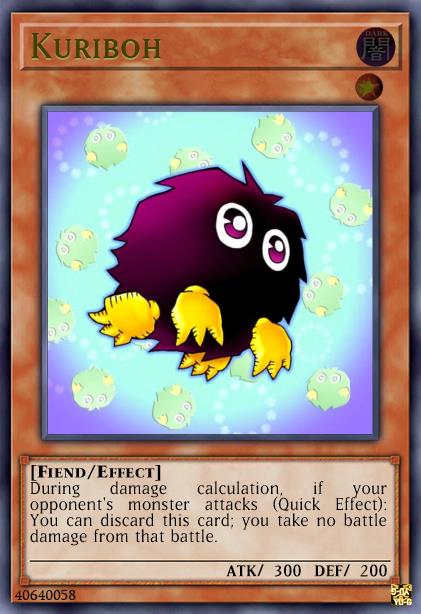 KURIBOH
DARK
闇
[FIEND/EFFECT]
During damage calculation, if your
opponent's monster attacks (Quick Effect):
You can discard this card; you take no battle
damage from that battle.
ATK/ 300 DEF/ 200
40640058